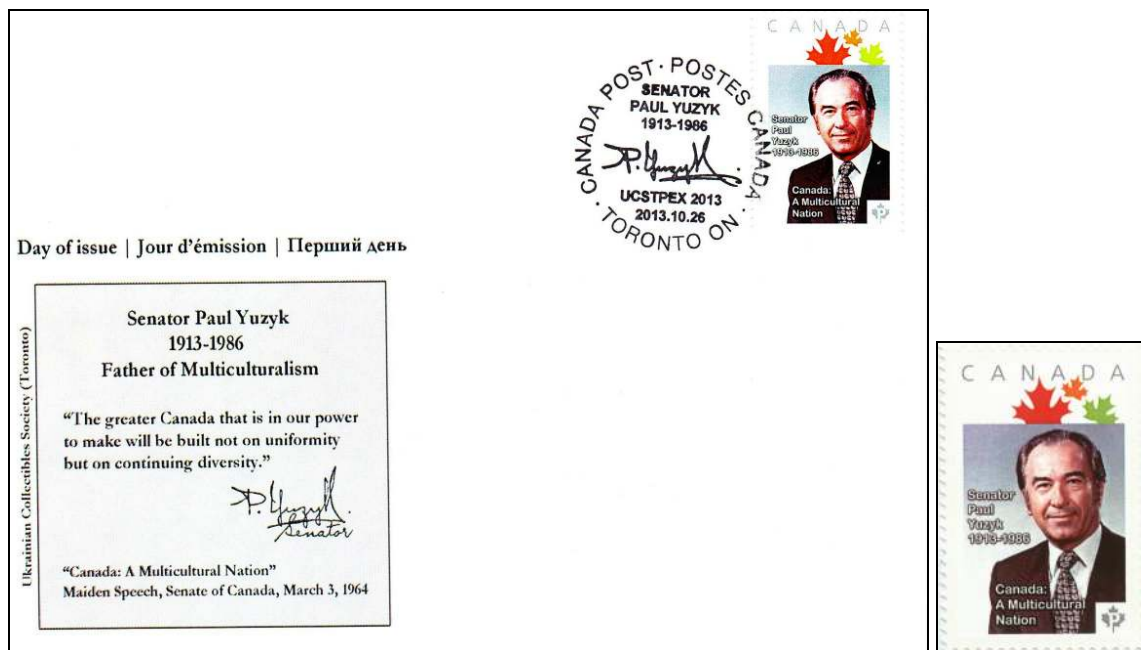 CANADA
Senator
Paul
Yuzyk
1913-1986
Canada:
A Multicultural
Nation
P
CANADA POST · POSTES CANADA
SENATOR
PAUL YUZYK
1913-1986
P. Yuzyk
UCSTPEX 2013
2013.10.26
· TORONTO ON ·
Day of issue | Jour d'émission | Перший день
Ukrainian Collectibles Society (Toronto)
Senator Paul Yuzyk
1913-1986
Father of Multiculturalism
“The greater Canada that is in our power
to make will be built not on uniformity
but on continuing diversity.”
P. Yuzyk.
Senator
“Canada: A Multicultural Nation”
Maiden Speech, Senate of Canada, March 3, 1964
CANADA
Senator
Paul
Yuzyk
1913-1986
Canada:
A Multicultural
Nation
P